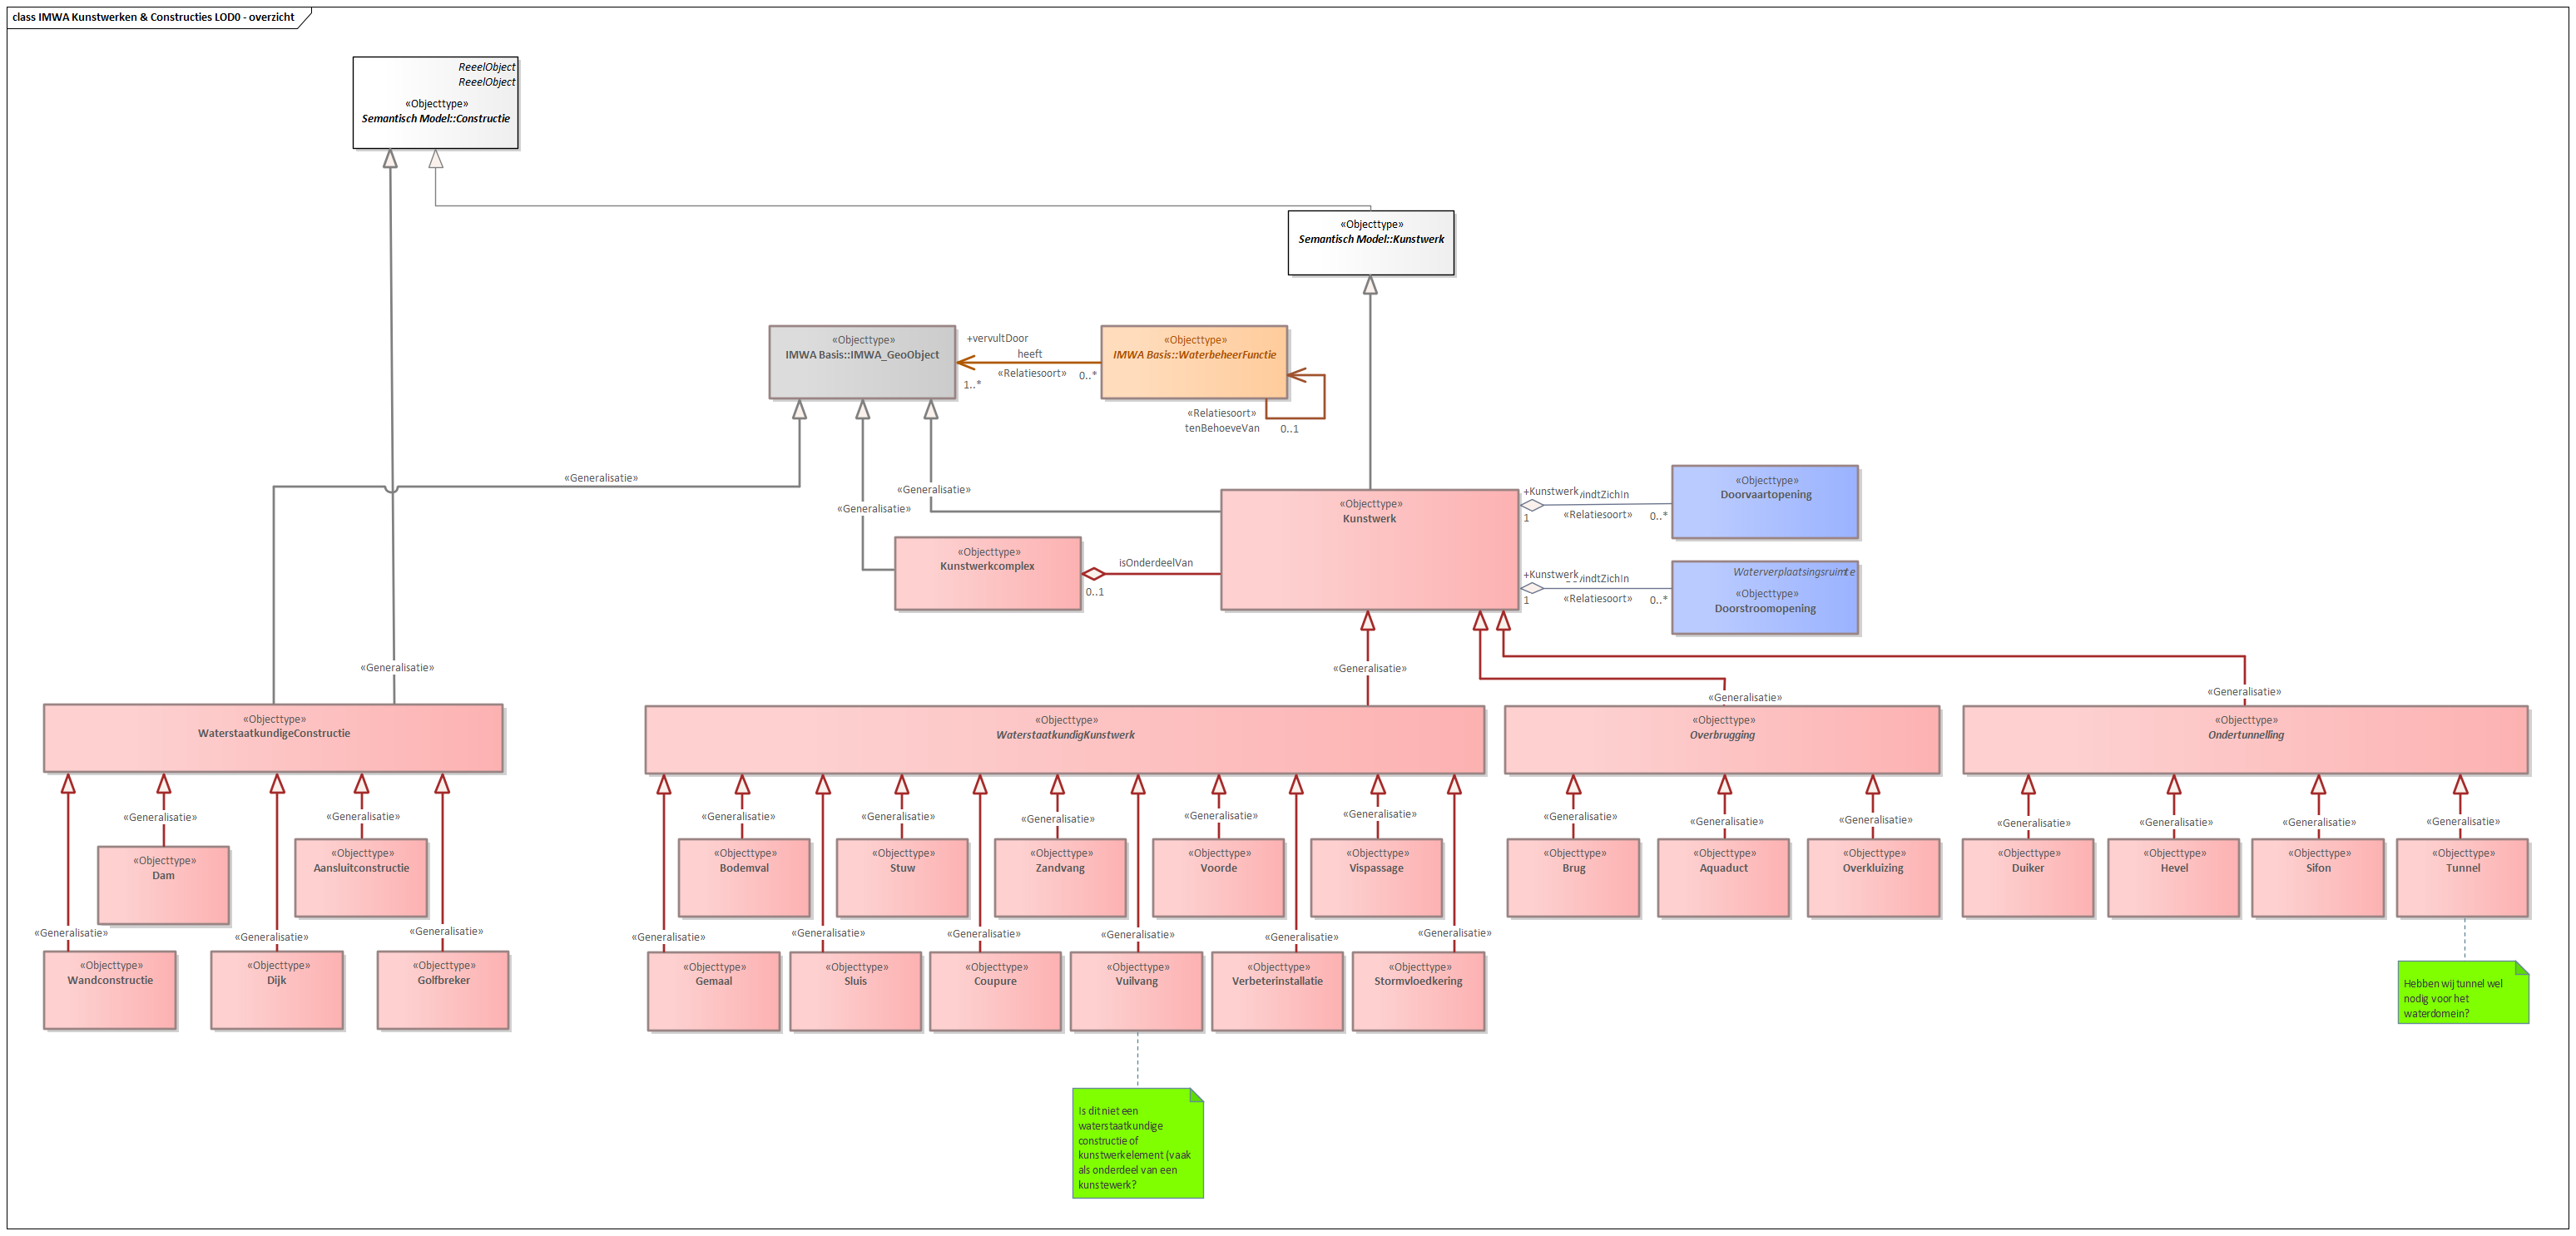 class IMWA Kunstwerken & Constructies LOD0 - overzicht
ReeelObject
ReeelObject
«Objecttype»
Semantisch Model::Constructie
«Objecttype»
Semantisch Model::Kunstwerk
«Objecttype»
IMWA Basis::IMWA_GeoObject
+vervultDoor
heeft
«Relatiesoort»
1..*
0..*
«Objecttype»
IMWA Basis::WaterbeheerFunctie
«Relatiesoort»
tenBehoeveVan
0..1
«Generalisatie»
«Generalisatie»
«Generalisatie»
«Objecttype»
Kunstwerk
+Kunstwerk
indtZichIn
«Relatiesoort»
1
0..*
«Objecttype»
Doorvaartopening
«Objecttype»
Kunstwerkcomplex
isOnderdeelVan
0..1
+Kunstwerk
indtZichIn
«Relatiesoort»
1
0..*
Waterverplaatsingsruimte
«Objecttype»
Doorstroomopening
«Generalisatie»
«Generalisatie»
«Generalisatie»
«Generalisatie»
«Objecttype»
WaterstaatkundigeConstructie
«Objecttype»
WaterstaatkundigKunstwerk
«Objecttype»
Overbrugging
«Objecttype»
Ondertunnelling
«Generalisatie»
«Generalisatie»
«Generalisatie»
«Generalisatie»
«Generalisatie»
«Generalisatie»
«Generalisatie»
«Generalisatie»
«Generalisatie»
«Generalisatie»
«Generalisatie»
«Generalisatie»
«Generalisatie»
«Generalisatie»
«Objecttype»
Dam
«Objecttype»
Aansluitconstructie
«Objecttype»
Bodemval
«Objecttype»
Stuw
«Objecttype»
Zandvang
«Objecttype»
Voorde
«Objecttype»
Vispassage
«Objecttype»
Brug
«Objecttype»
Aquaduct
«Objecttype»
Overkluizing
«Objecttype»
Duiker
«Objecttype»
Hevel
«Objecttype»
Sifon
«Objecttype»
Tunnel
«Generalisatie»
«Generalisatie»
«Generalisatie»
«Generalisatie»
«Generalisatie»
«Generalisatie»
«Generalisatie»
«Generalisatie»
«Generalisatie»
«Objecttype»
Wandconstructie
«Objecttype»
Dijk
«Objecttype»
Golfbreker
«Objecttype»
Gemaal
«Objecttype»
Sluis
«Objecttype»
Coupure
«Objecttype»
Vuilvang
«Objecttype»
Verbeterinstallatie
«Objecttype»
Stormvloedkering
Hebben wij tunnel wel
nodig voor het
waterdomein?
Is dit niet een
waterstaatkundige
constructie of
kunstwerkelement (vaak
als onderdeel van een
kunstewerk?